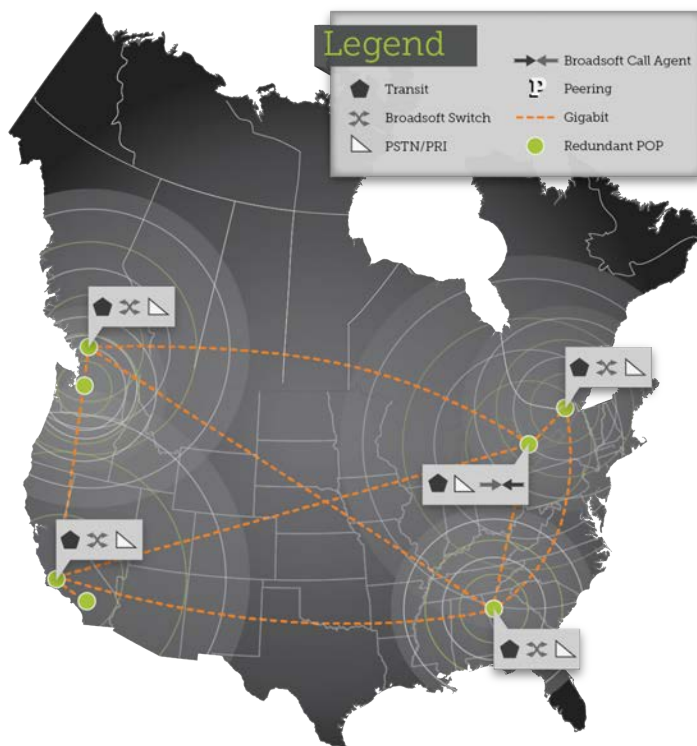 Legend
Broadsoft Call Agent
Transit
P Peering
Broadsoft Switch
Gigabit
PSTN/PRI
Redundant POP